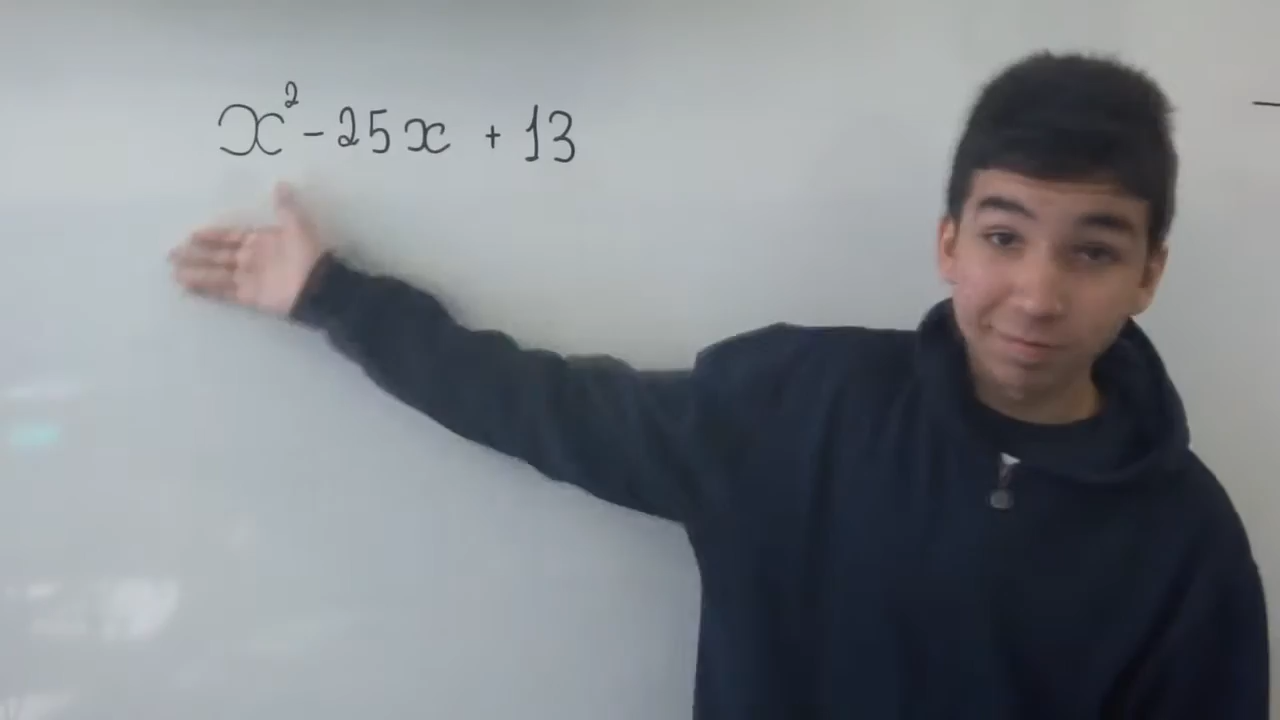 x² - 25x + 13